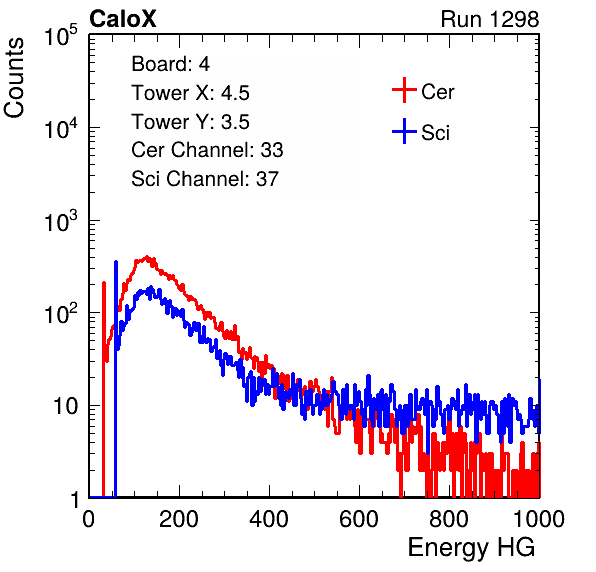 CaloX Run 1298
Counts
10^5
10^4
10^3
10^2
10
1
Board: 4
Tower X: 4.5
Tower Y: 3.5
Cer Channel: 33
Sci Channel: 37
Cer
Sci
0 200 400 600 800 1000
Energy HG